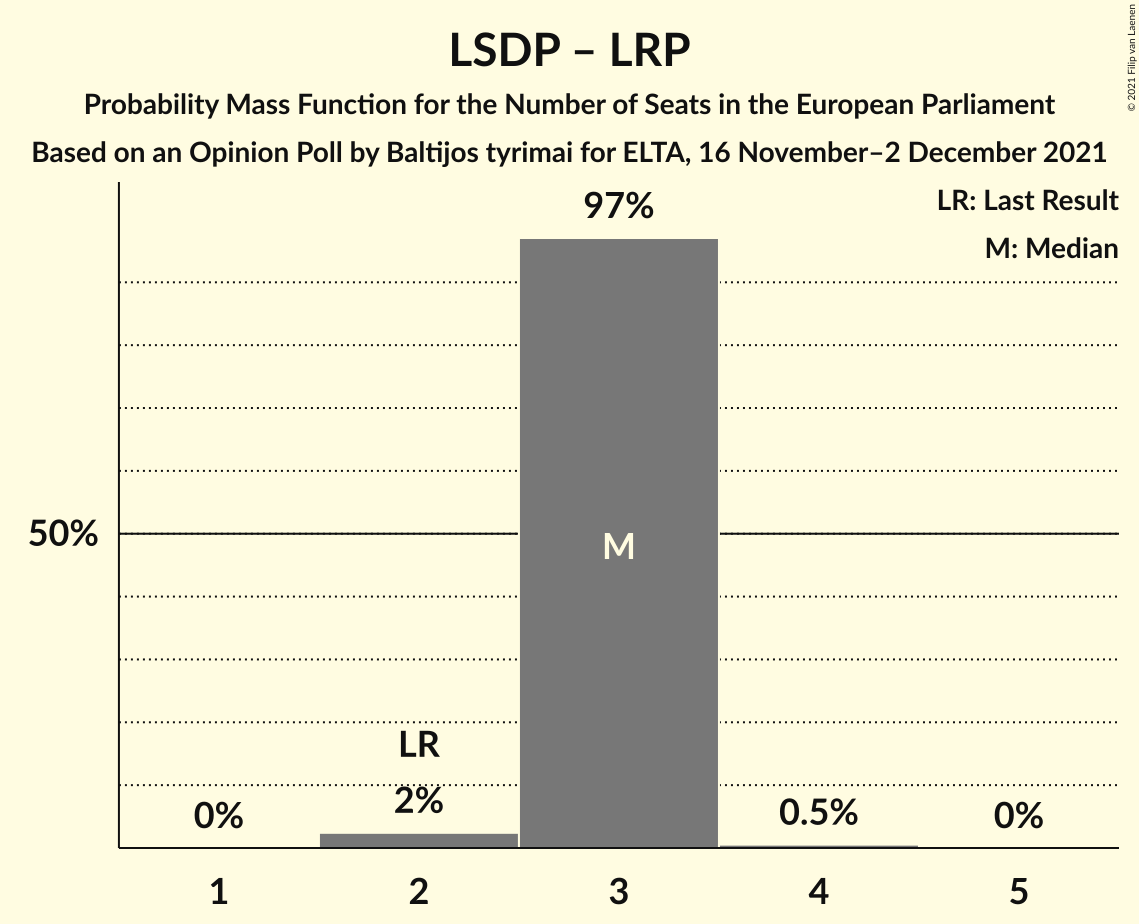 LSDP – LRP
Probability Mass Function for the Number of Seats in the European Parliament
Based on an Opinion Poll by Baltijos tyrimai for ELTA, 16 November–2 December 2021
© 2021 Filip van Laenen
LR: Last Result
M: Median
97%
50%
M
LR
0%
2%
0.5%
0%
1
2
3
4
5